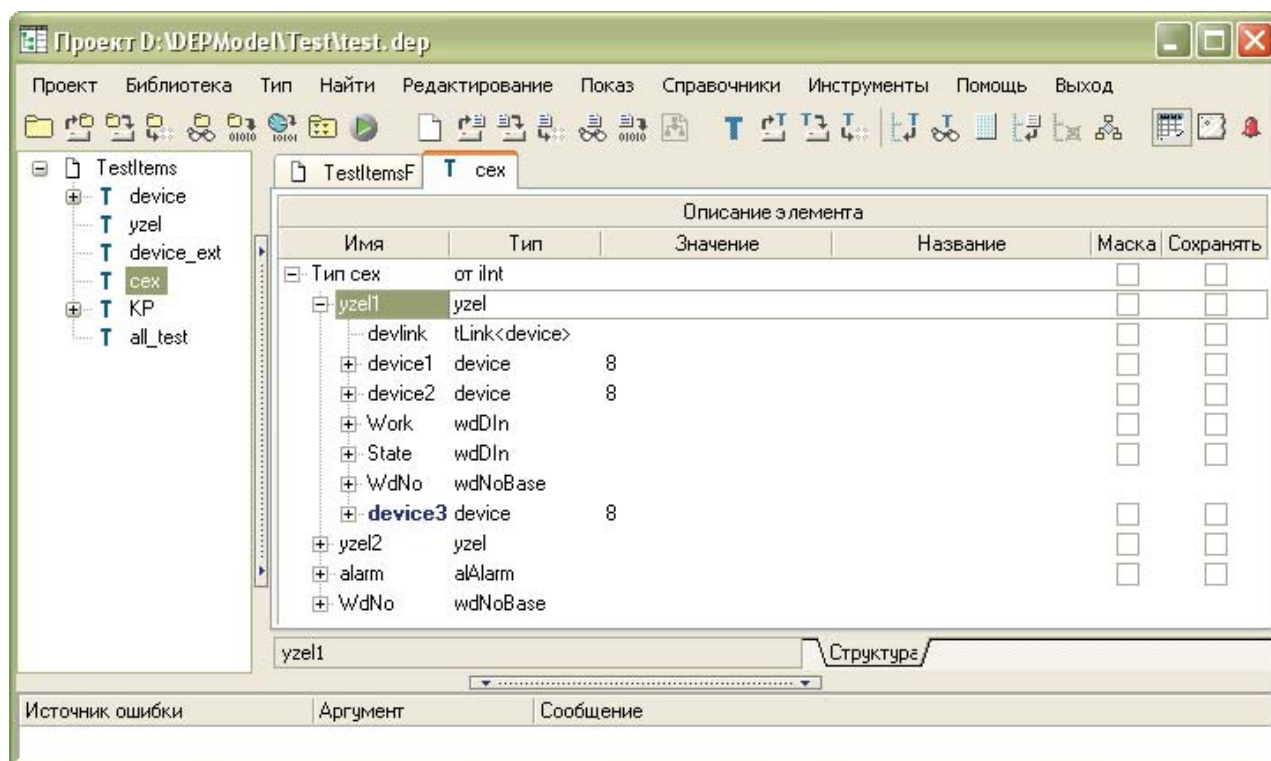 Проект D:\DEPModel\Test\test.dep
Проект Библиотека Тип Найти Редактирование Показ Справочники Инструменты Помощь Выход
TestItems
device
yzel
device_ext
cex
KP
all_test
TestItemsF T cex
Описание элемента
Имя Тип Значение Название Маска Сохранять
Тип cex от iInt
yzel1 yzel
devlink tLink<device>
device1 device 8
device2 device 8
Work wdDIn
State wdDIn
WdNo wdNoBase
device3 device 8
yzel2 yzel
alarm alAlarm
WdNo wdNoBase
yzel1 Структура
Источник ошибки Аргумент Сообщение